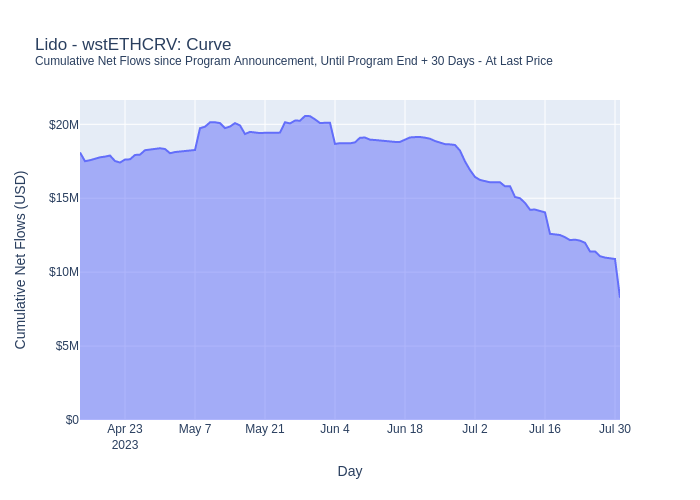 Lido - wstETHCRV: Curve
Cumulative Net Flows since Program Announcement, Until Program End + 30 Days - At Last Price
Cumulative Net Flows (USD)
$20M
$15M
$10M
$5M
$0
Apr 23 May 7 May 21 Jun 4 Jun 18 Jul 2 Jul 16 Jul 30
2023
Day